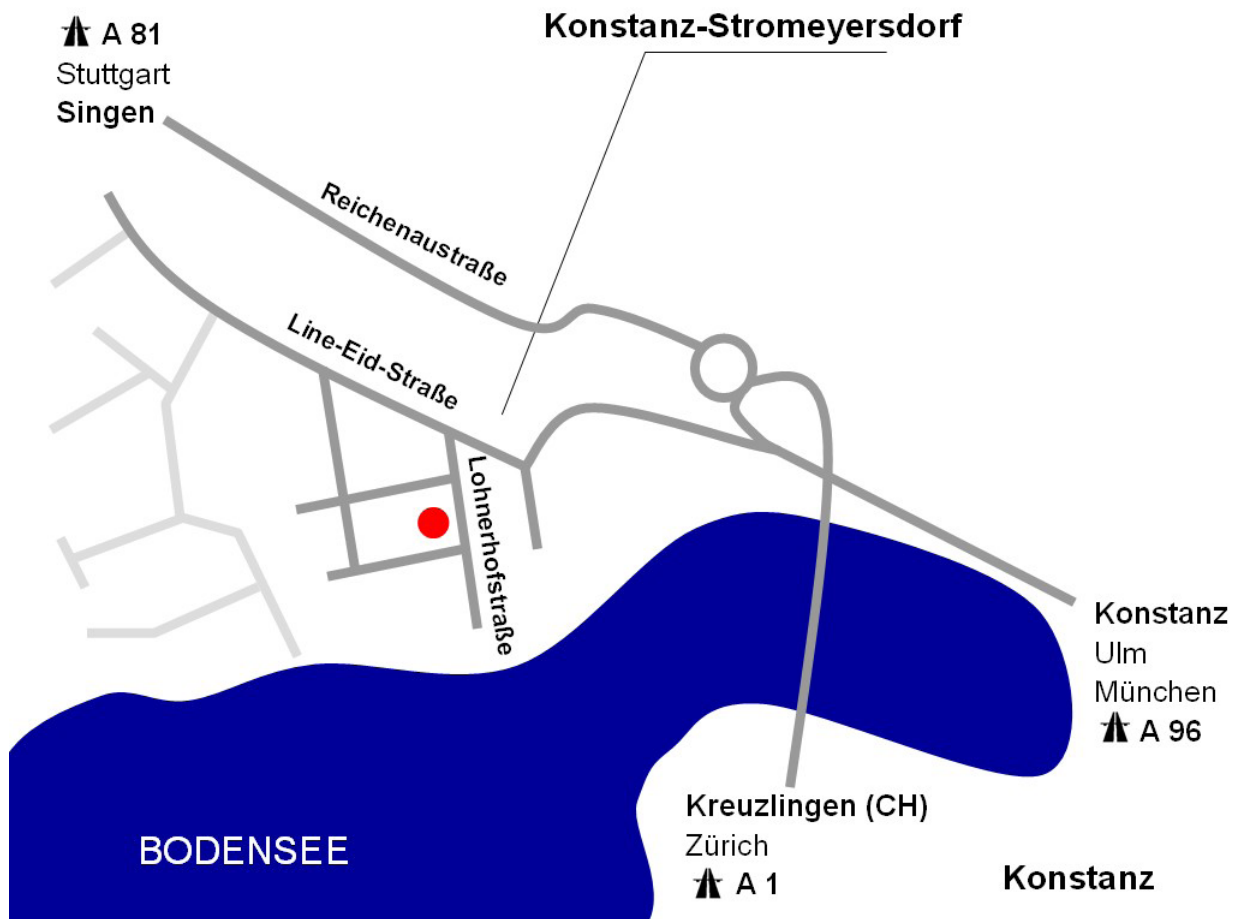 A 81
Stuttgart
Singen
Konstanz-Stromeyersdorf
Reichenaustraße
Line-Eid-Straße
Lohnerhofstraße
Konstanz
Ulm
München
A 96
Kreuzlingen (CH)
Zürich
A 1
BODENSEE
Konstanz